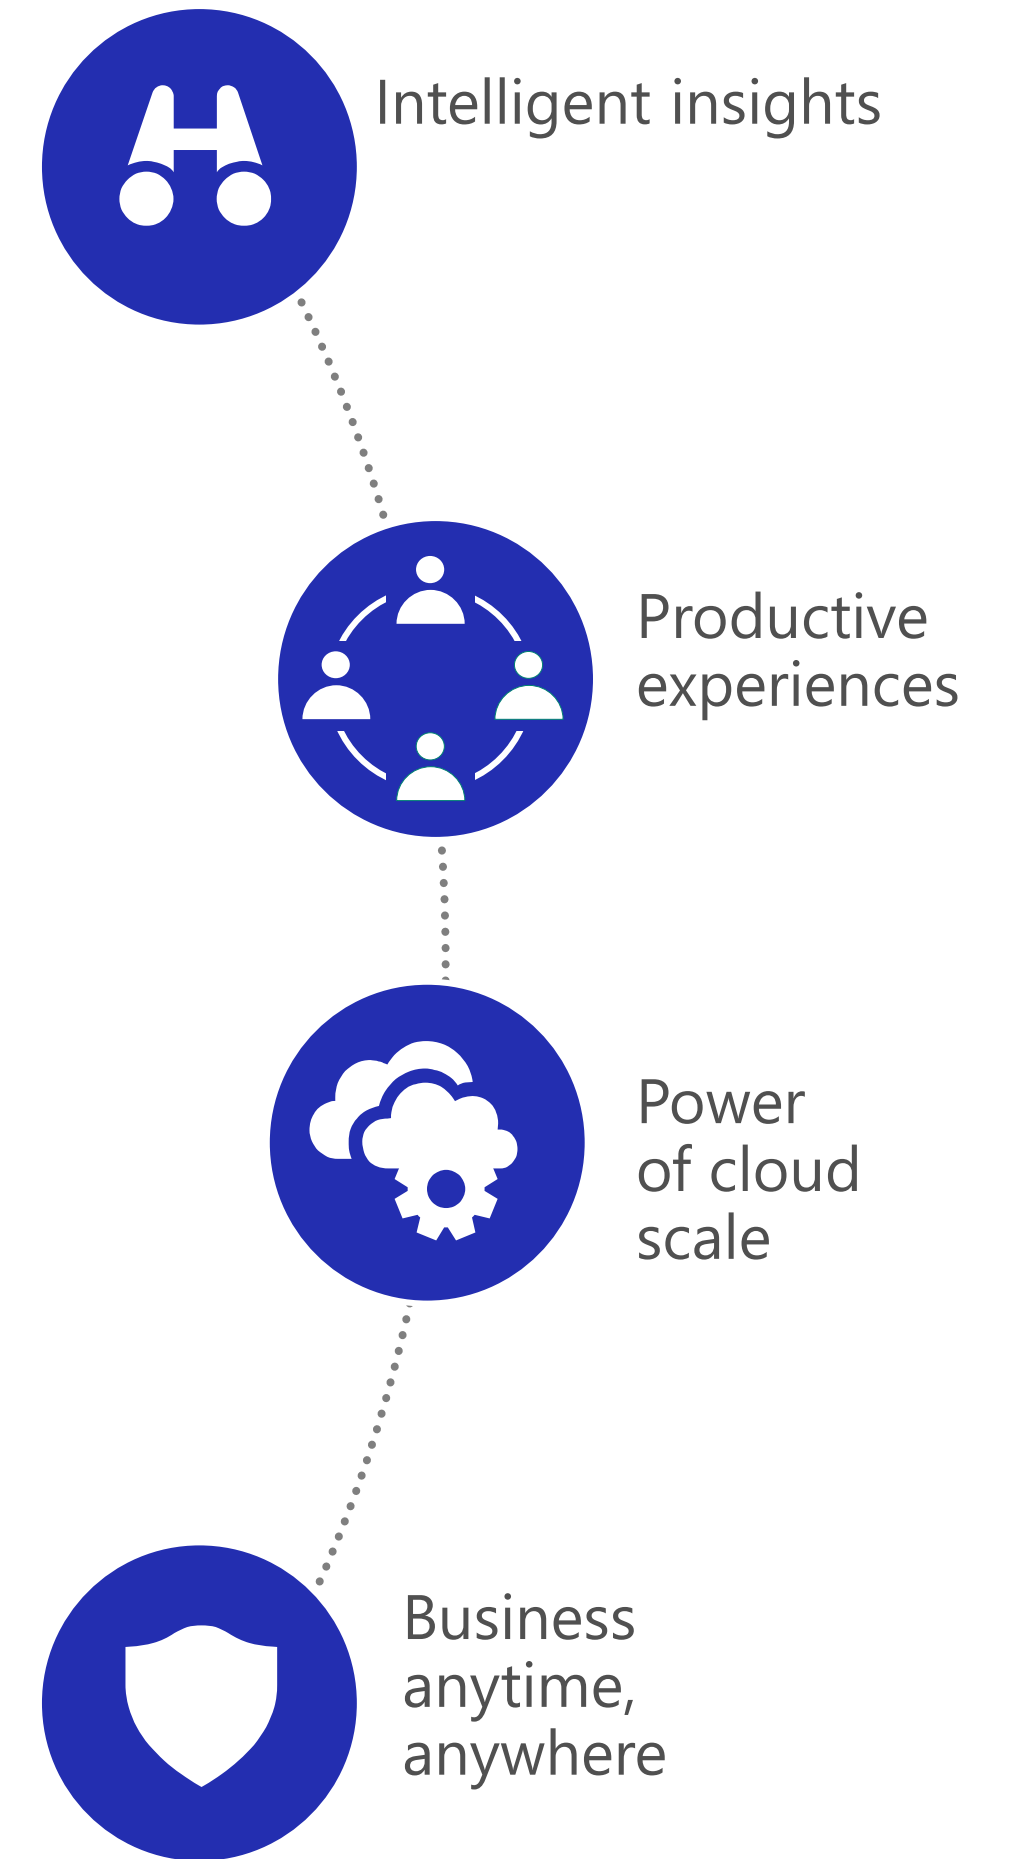 Intelligent insights
Productive
experiences
Power
of cloud
scale
Business
anytime,
anywhere